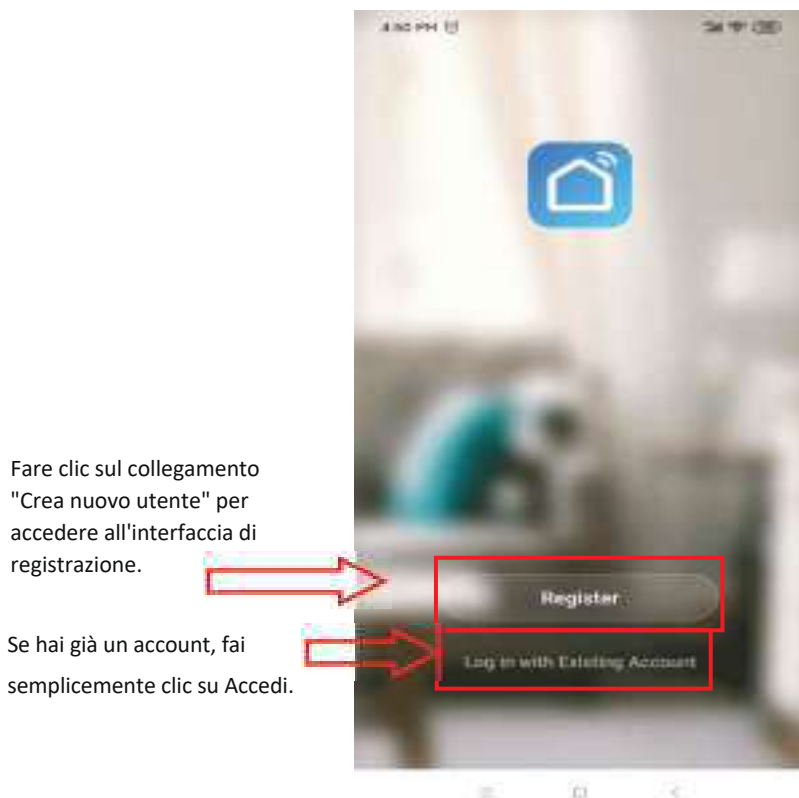 Fare clic sul collegamento
"Crea nuovo utente" per
accedere all'interfaccia di
registrazione.
Register
Se hai già un account, fai
semplicemente clic su Accedi.
Log in with Existing Account